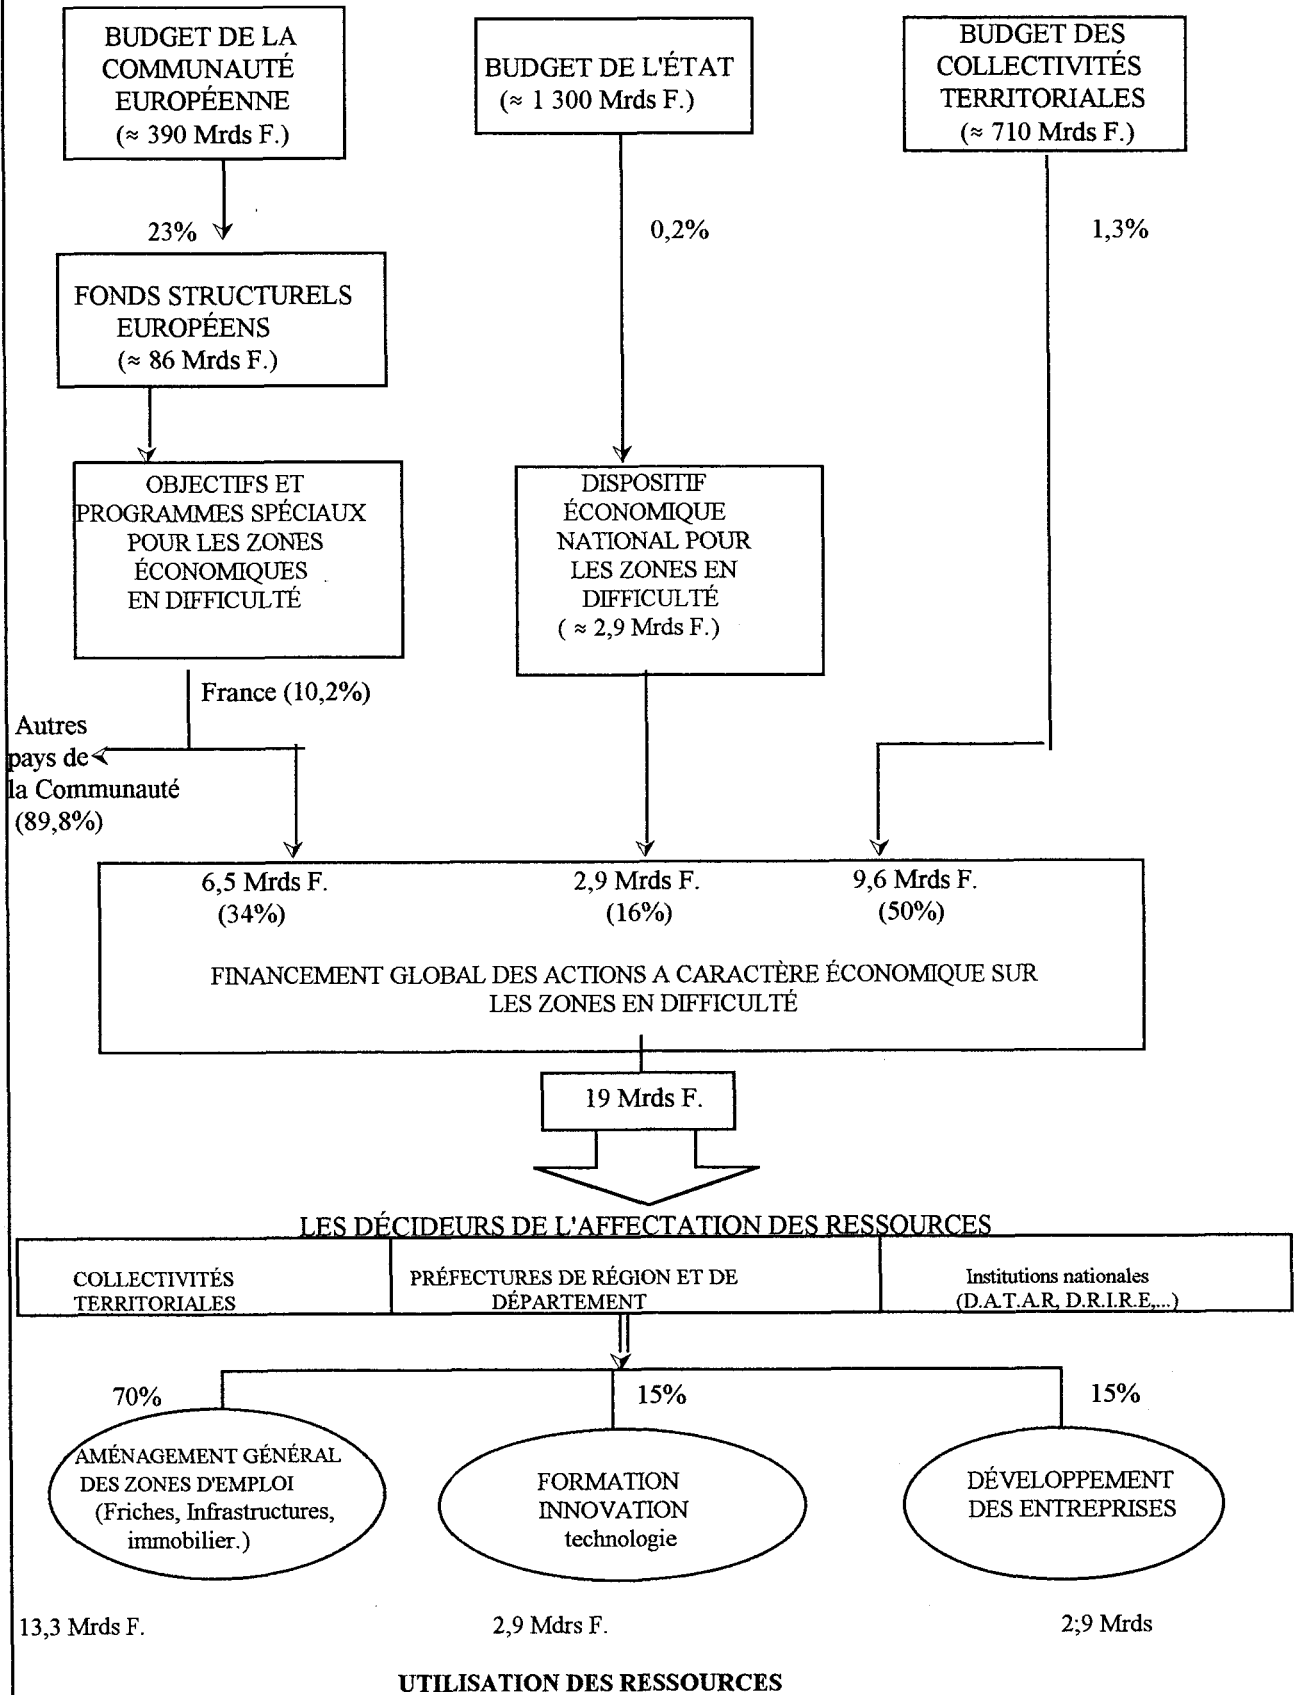 BUDGET DE LA
COMMUNAUTÉ
EUROPÉENNE
(≈ 390 Mrds F.)
BUDGET DE L'ÉTAT
(≈ 1 300 Mrds F.)
BUDGET DES
COLLECTIVITÉS
TERRITORIALES
(≈ 710 Mrds F.)
23%
0,2%
1,3%
FONDS STRUCTURELS
EUROPÉENS
(≈ 86 Mrds F.)
OBJECTIFS ET
PROGRAMMES SPÉCIAUX
POUR LES ZONES
ÉCONOMIQUES
EN DIFFICULTÉ
DISPOSITIF
ÉCONOMIQUE
NATIONAL POUR
LES ZONES EN
DIFFICULTÉ
( ≈ 2,9 Mrds F.)
France (10,2%)
Autres
pays de
la Communauté
(89,8%)
6,5 Mrds F.
(34%)
2,9 Mrds F.
(16%)
9,6 Mrds F.
(50%)
FINANCEMENT GLOBAL DES ACTIONS A CARACTÈRE ÉCONOMIQUE SUR
LES ZONES EN DIFFICULTÉ
19 Mrds F.
LES DÉCIDEURS DE L'AFFECTATION DES RESSOURCES
COLLECTIVITÉS
TERRITORIALES
PRÉFECTURES DE RÉGION ET DE
DÉPARTEMENT
Institutions nationales
(D.A.T.A.R, D.R.I.R.E,...)
70%
15%
15%
AMÉNAGEMENT GÉNÉRAL
DES ZONES D'EMPLOI
(Friches, Infrastructures,
immobilier.)
FORMATION
INNOVATION
technologie
DÉVELOPPEMENT
DES ENTREPRISES
13,3 Mrds F.
2,9 Mdrs F.
2;9 Mrds
UTILISATION DES RESSOURCES